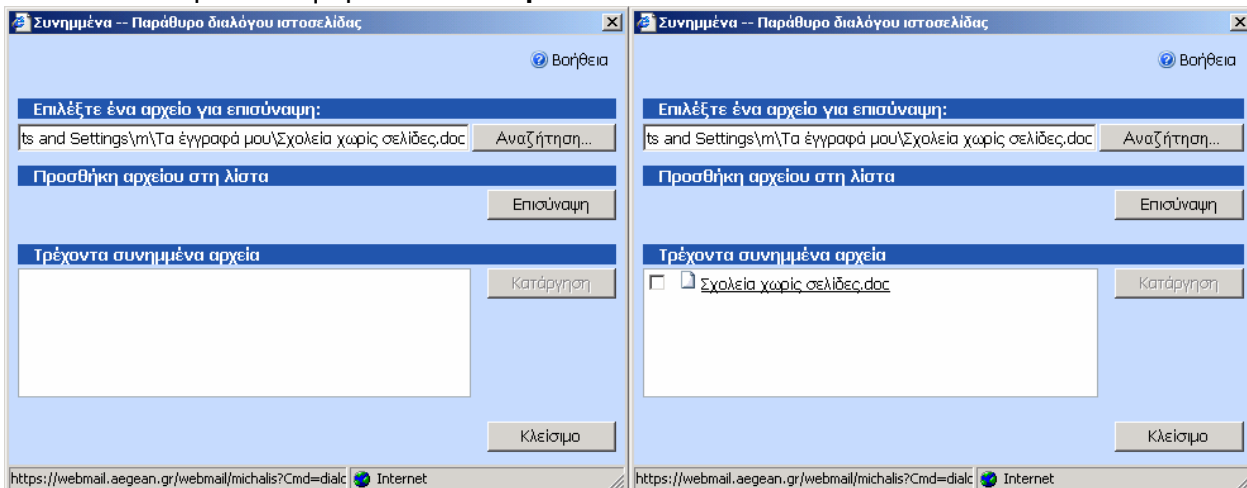 Συνημμένα -- Παράθυρο διαλόγου ιστοσελίδας
Βοήθεια
Επιλέξτε ένα αρχείο για επισύναψη:
ts and Settings\m\Τα έγγραφά μου\Σχολεία χωρίς σελίδες.doc Αναζήτηση...
Προσθήκη αρχείου στη λίστα
Επισύναψη
Τρέχοντα συνημμένα αρχεία
Κατάργηση
Κλείσιμο
https://webmail.aegean.gr/webmail/michalis?Cmd=dialc Internet
Συνημμένα -- Παράθυρο διαλόγου ιστοσελίδας
Βοήθεια
Επιλέξτε ένα αρχείο για επισύναψη:
ts and Settings\m\Τα έγγραφά μου\Σχολεία χωρίς σελίδες.doc Αναζήτηση...
Προσθήκη αρχείου στη λίστα
Επισύναψη
Τρέχοντα συνημμένα αρχεία
Σχολεία χωρίς σελίδες.doc Κατάργηση
Κλείσιμο
https://webmail.aegean.gr/webmail/michalis?Cmd=dialc Internet